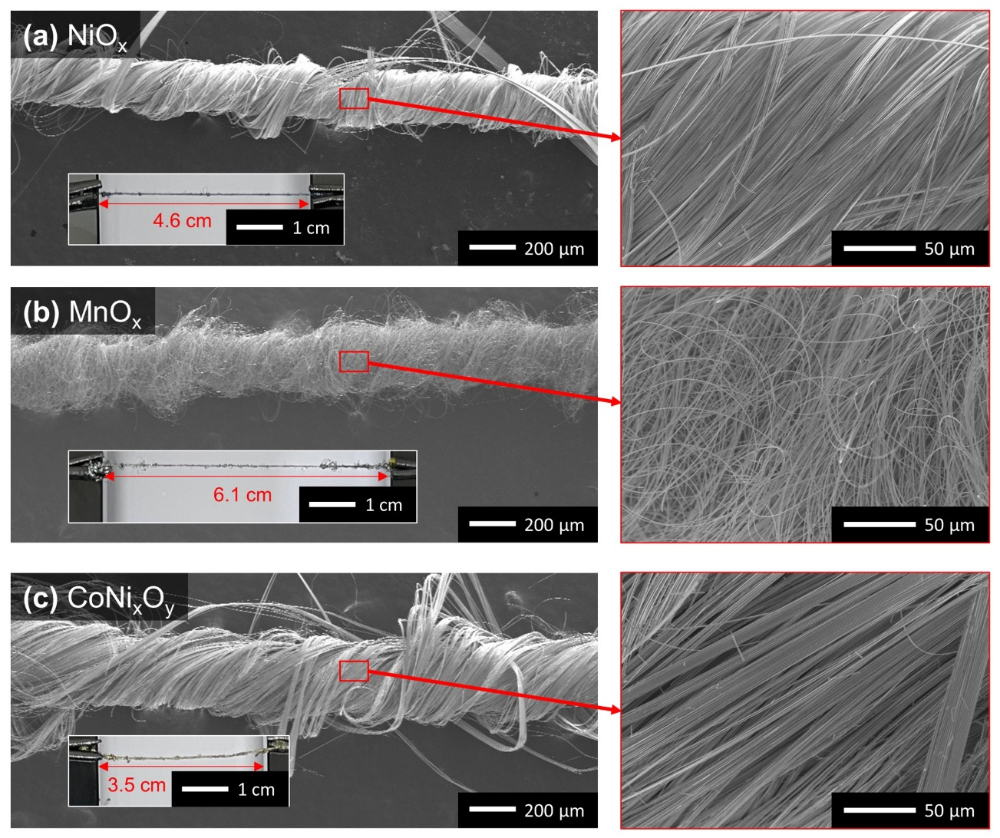 (a) NiOx
4.6 cm
1 cm
200 µm
50 µm
(b) MnOx
6.1 cm
1 cm
200 µm
50 µm
(c) CoNixOy
3.5 cm
1 cm
200 µm
50 µm